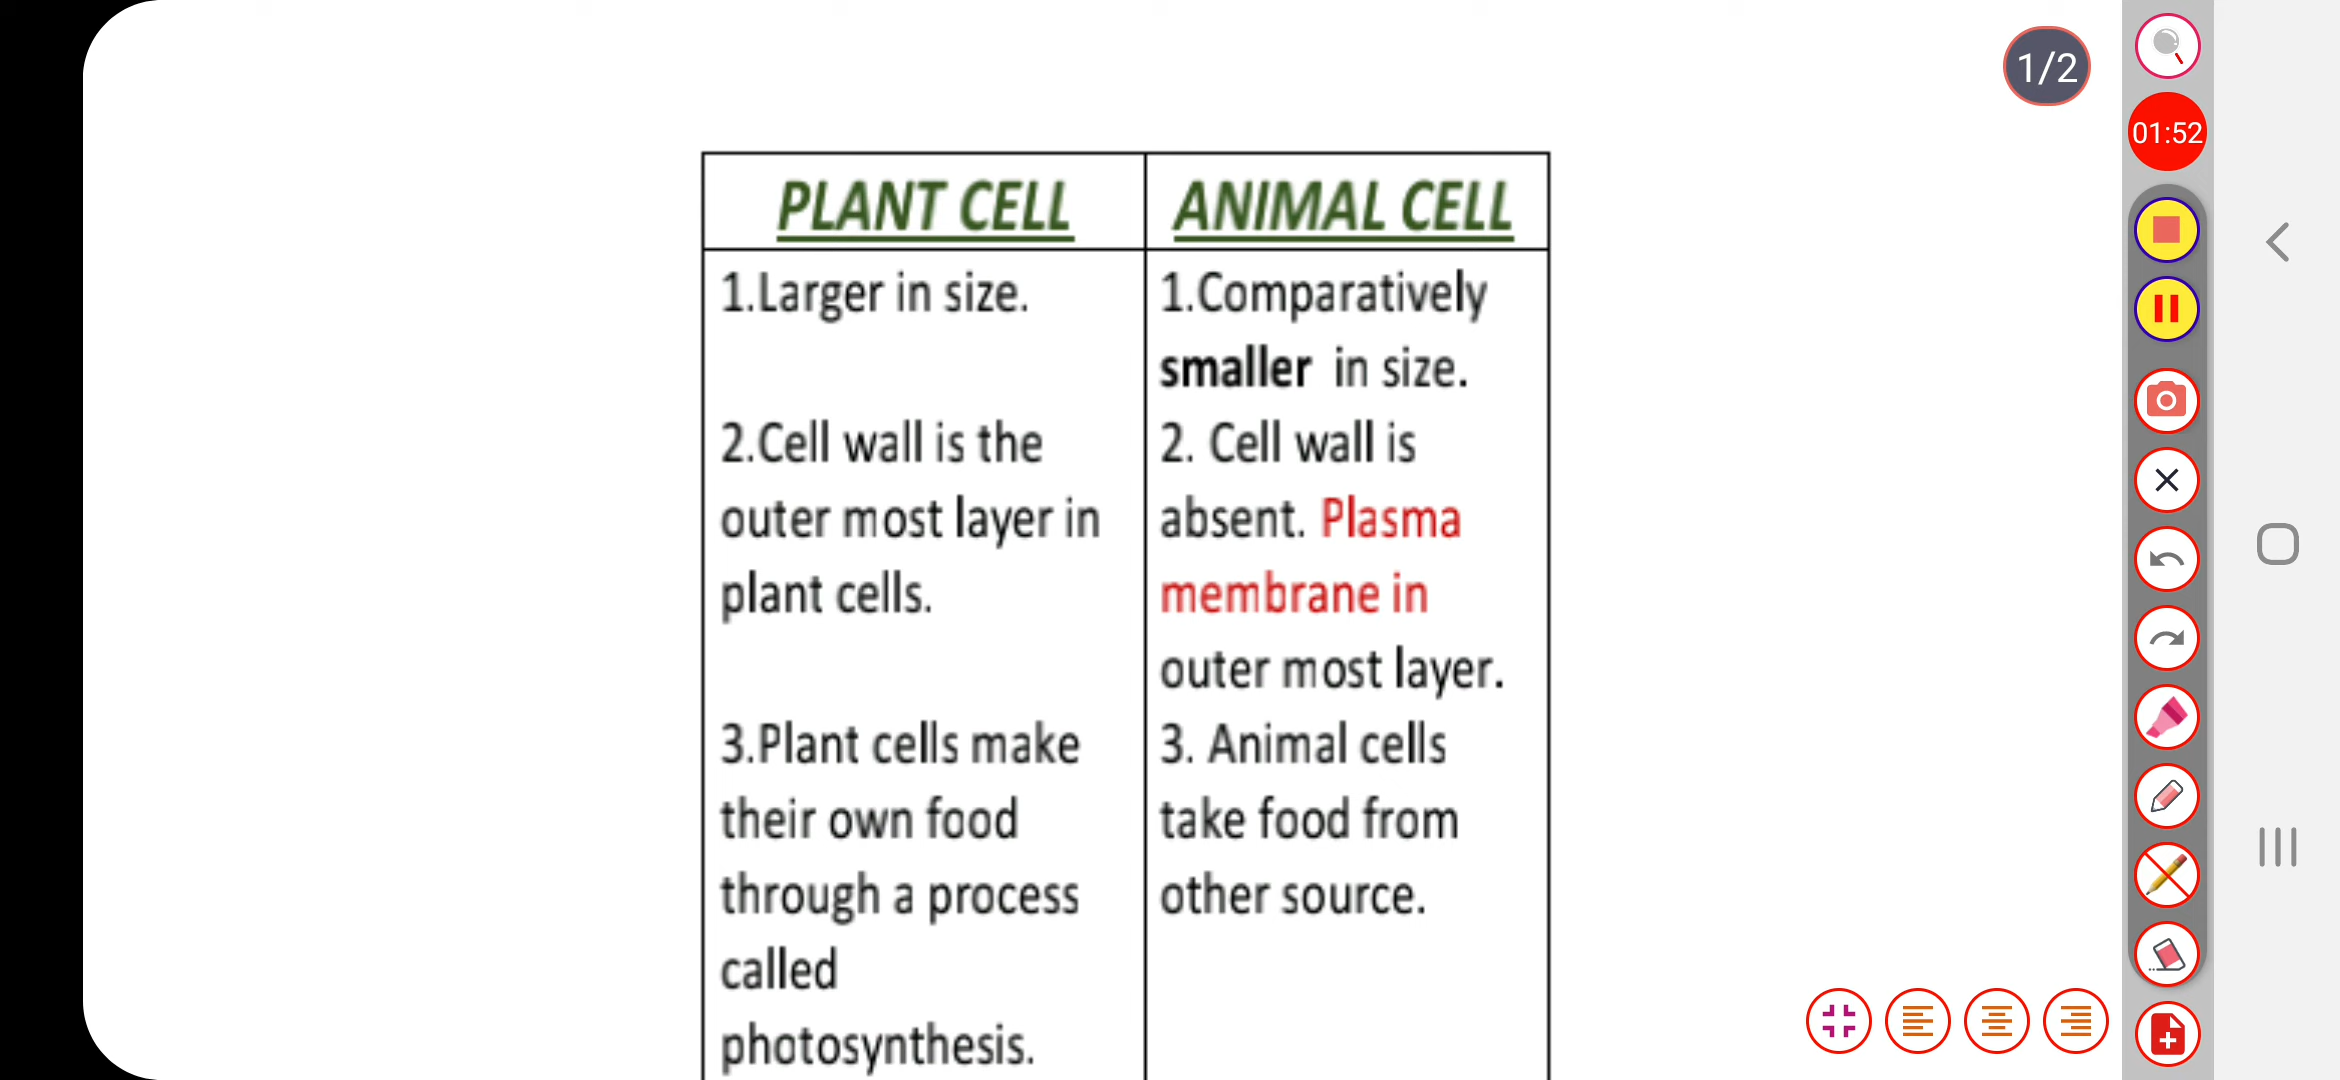 1/2
01:52
PLANT CELL
ANIMAL CELL
1.Larger in size.
2.Cell wall is the
outer most layer in
plant cells.
3.Plant cells make
their own food
through a process
called
photosynthesis.
1.Comparatively
smaller in size.
2. Cell wall is
absent. Plasma
membrane in
outer most layer.
3. Animal cells
take food from
other source.